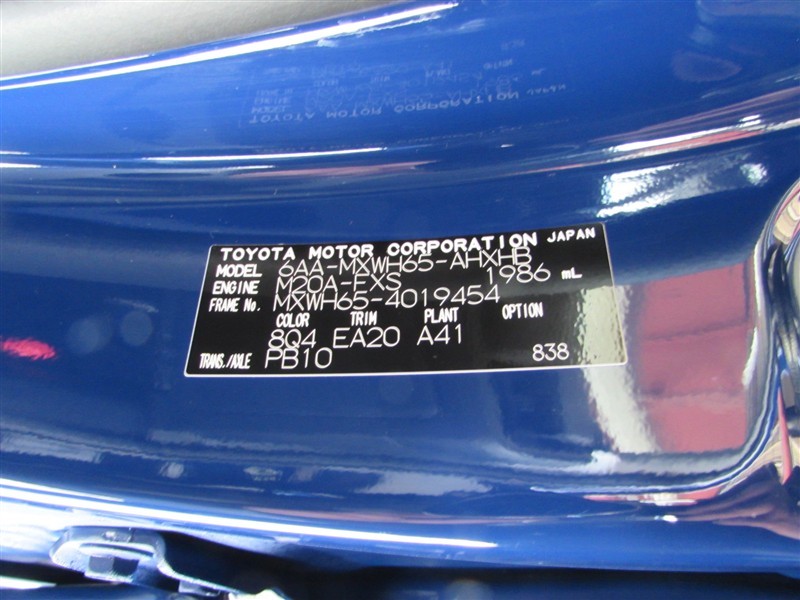 TOYOTA MOTOR CORPORATION JAPAN
MODEL 6AA-MXWH65-AHXHB
ENGINE M20A-FXS 1986 mL
FRAME No. MXWH65-4019454
COLOR TRIM PLANT OPTION
8Q4 EA20 A41
TRANS./AXLE PB10 838